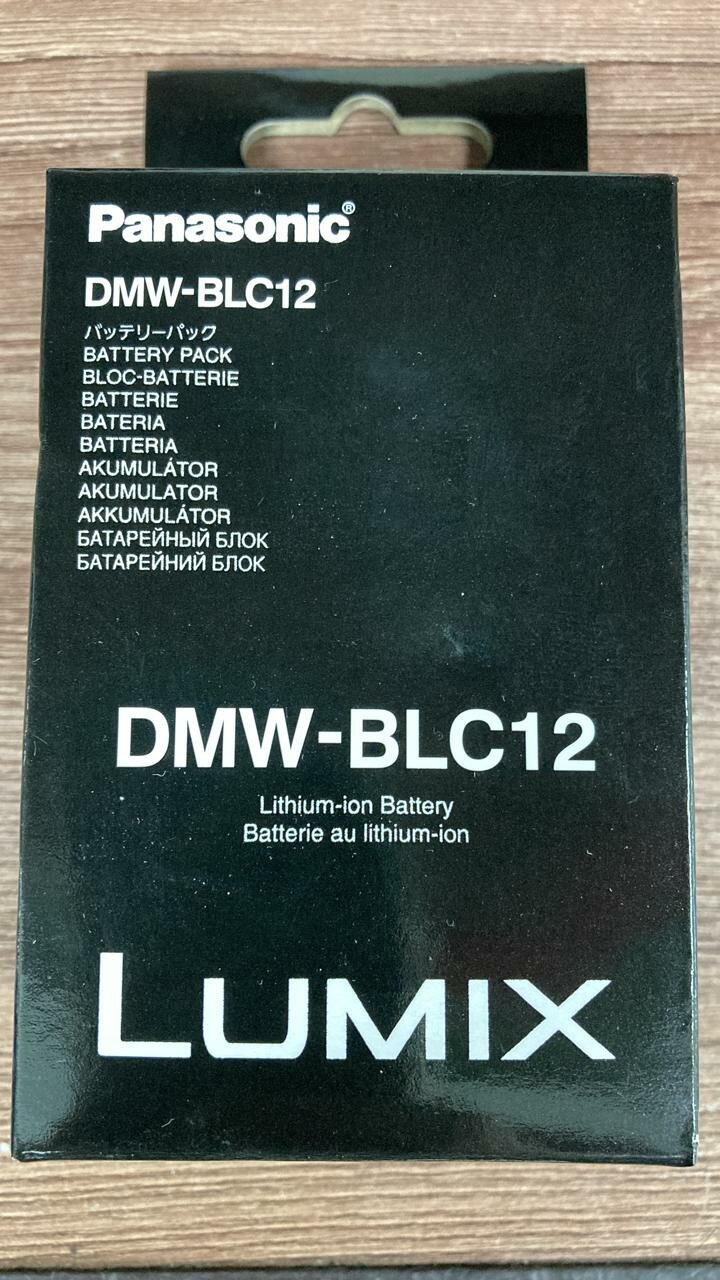 Panasonic®
DMW-BLC12
バッテリーパック
BATTERY PACK
BLOC-BATTERIE
BATTERIE
BATERIA
BATTERIA
AKUMULÁTOR
AKUMULATOR
AKKUMULÁTOR
БАТАРЕЙНЫЙ БЛОК
БАТАРЕЙНИЙ БЛОК
DMW-BLC12
Lithium-ion Battery
Batterie au lithium-ion
LUMIX